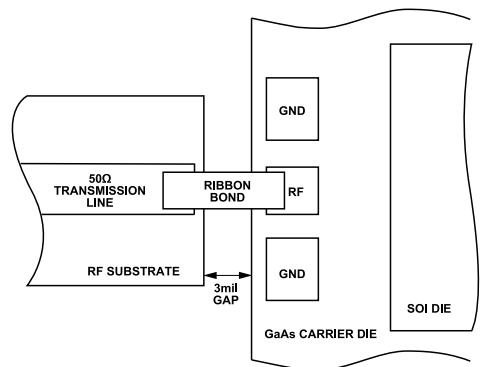 GND
50Ω
TRANSMISSION
LINE
RIBBON
BOND
RF
RF SUBSTRATE
3mil
GAP
GND
SOI DIE
GaAs CARRIER DIE